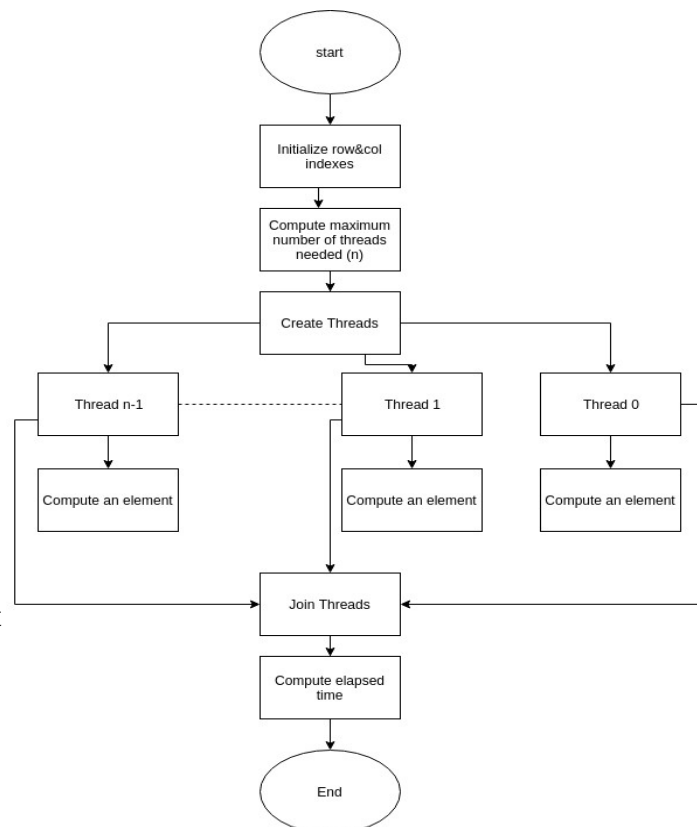 start
Initialize row&col
indexes
Compute maximum
number of threads
needed (n)
Create Threads
Thread n-1
Thread 1
Thread 0
Compute an element
Compute an element
Compute an element
Join Threads
Compute elapsed
time
End